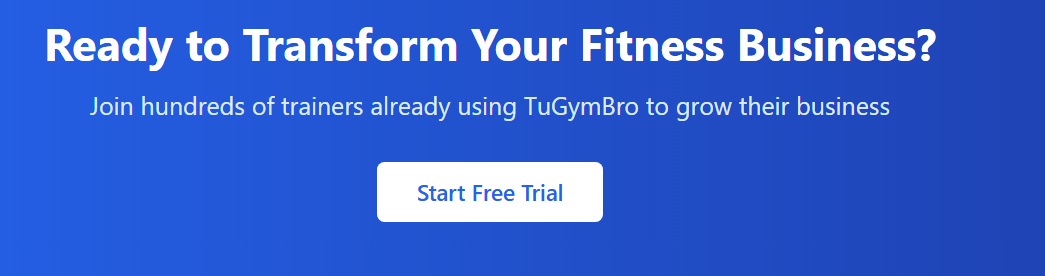 Ready to Transform Your Fitness Business?
Join hundreds of trainers already using TuGymBro to grow their business
Start Free Trial